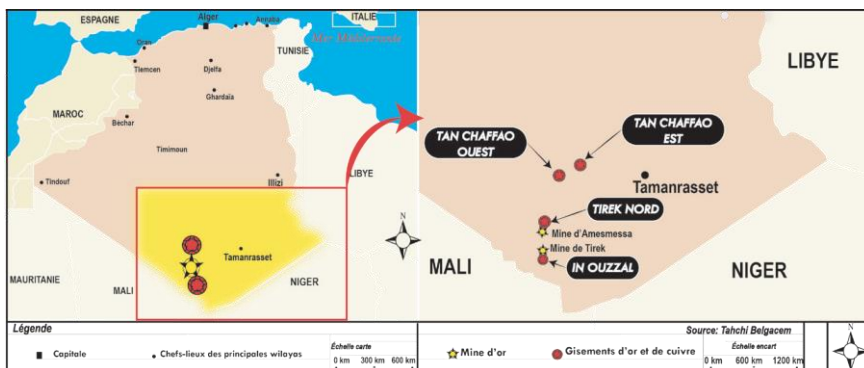 ESPAGNE
Alger
Annaba
ITALIE
Mer Méditerranée
Oran
TUNISIE
Tlemcen
Djelfa
Ghardaïa
MAROC
Béchar
Timimoun
Tindouf
Illizi
LIBYE
Tamanrasset
MAURITANIE
MALI
NIGER
N
LIBYE
TAN CHAFFAO
OUEST
TAN CHAFFAO
EST
Tamanrasset
TIREK NORD
Mine d'Amesmessa
Mine de Tirek
IN OUZZAL
MALI
NIGER
N
Légende
Capitale
Chefs-lieux des principales wilayas
Échelle carte
0 km 300 km 600 km
Source: Tahchi Belgacem
Mine d'or
Gisements d'or et de cuivre
Échelle encart
0 km 600 km 1200 km
N